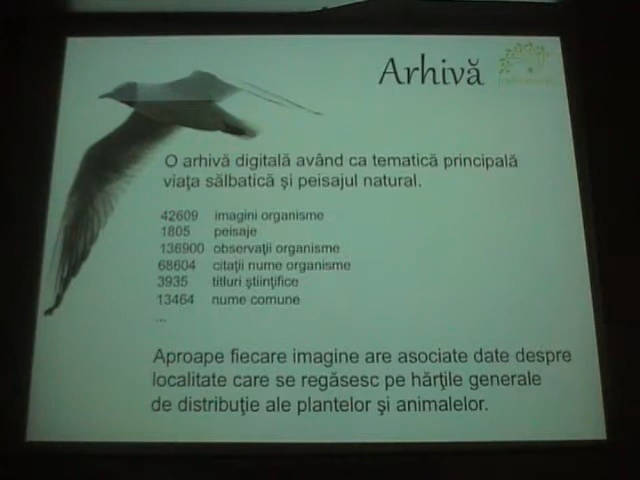 Arhivă
O arhivă digitală având ca tematică principală
viaţa sălbatică şi peisajul natural.
42609 imagini organisme
1805 peisaje
136900 observaţii organisme
68604 citaţii nume organisme
3935 titluri ştiinţifice
13464 nume comune
...
Aproape fiecare imagine are asociate date despre
localitate care se regăsesc pe hărţile generale
de distribuţie ale plantelor şi animalelor.